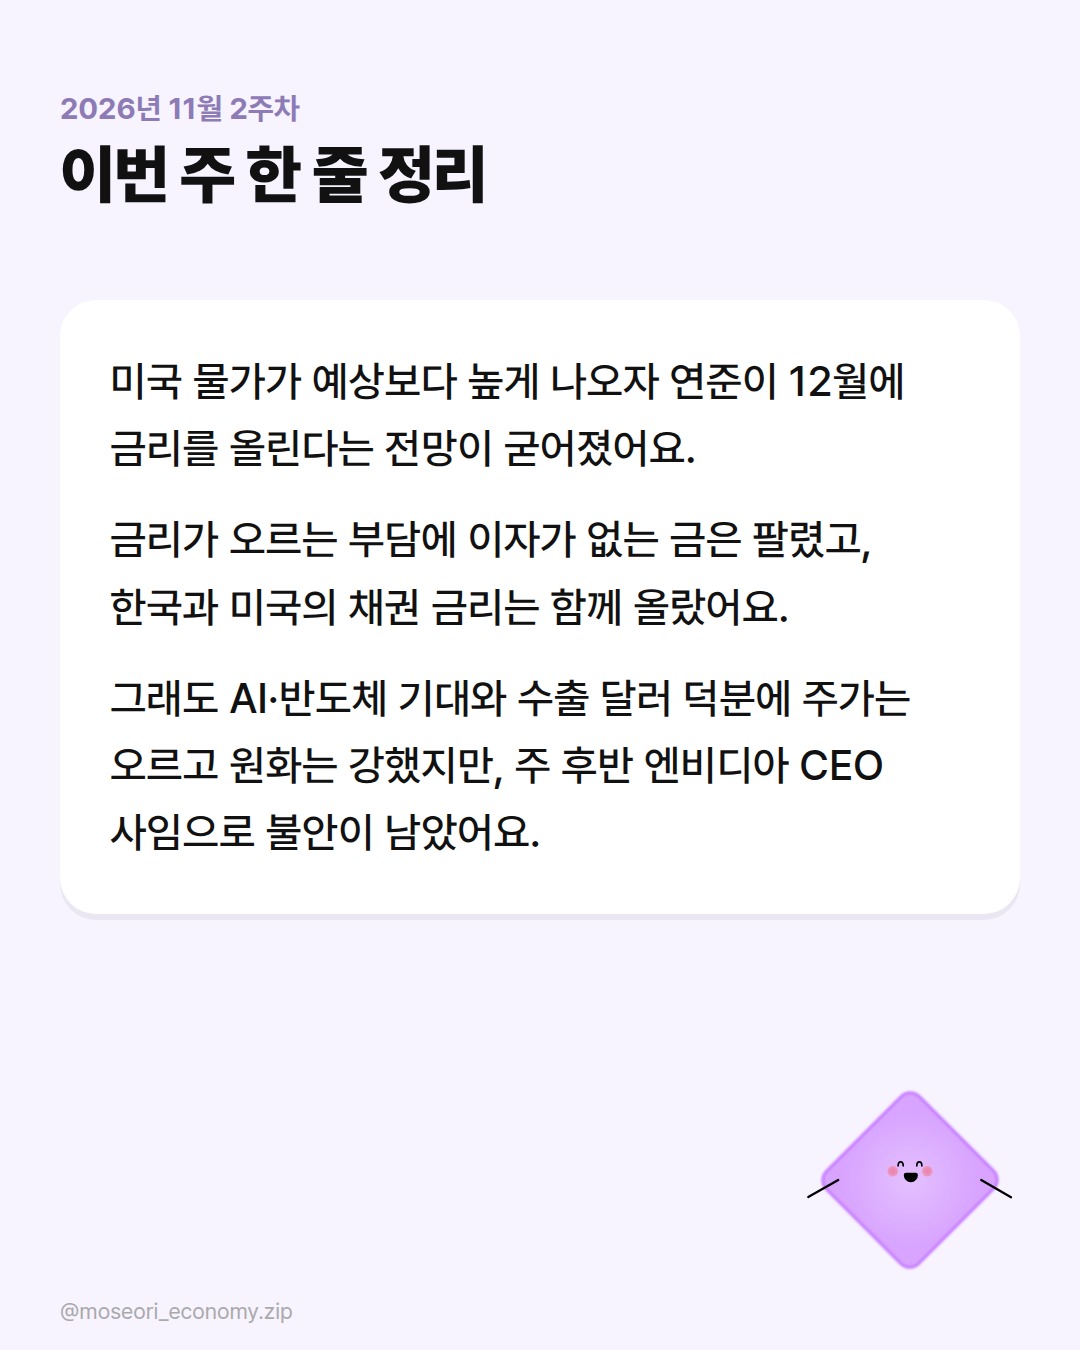 2026년 11월 2주차
이번 주 한 줄 정리
미국 물가가 예상보다 높게 나오자 연준이 12월에
금리를 올린다는 전망이 굳어졌어요.
금리가 오르는 부담에 이자가 없는 금은 팔렸고,
한국과 미국의 채권 금리는 함께 올랐어요.
그래도 AI·반도체 기대와 수출 달러 덕분에 주가는
오르고 원화는 강했지만, 주 후반 엔비디아 CEO
사임으로 불안이 남았어요.
@moseori_economy.zip